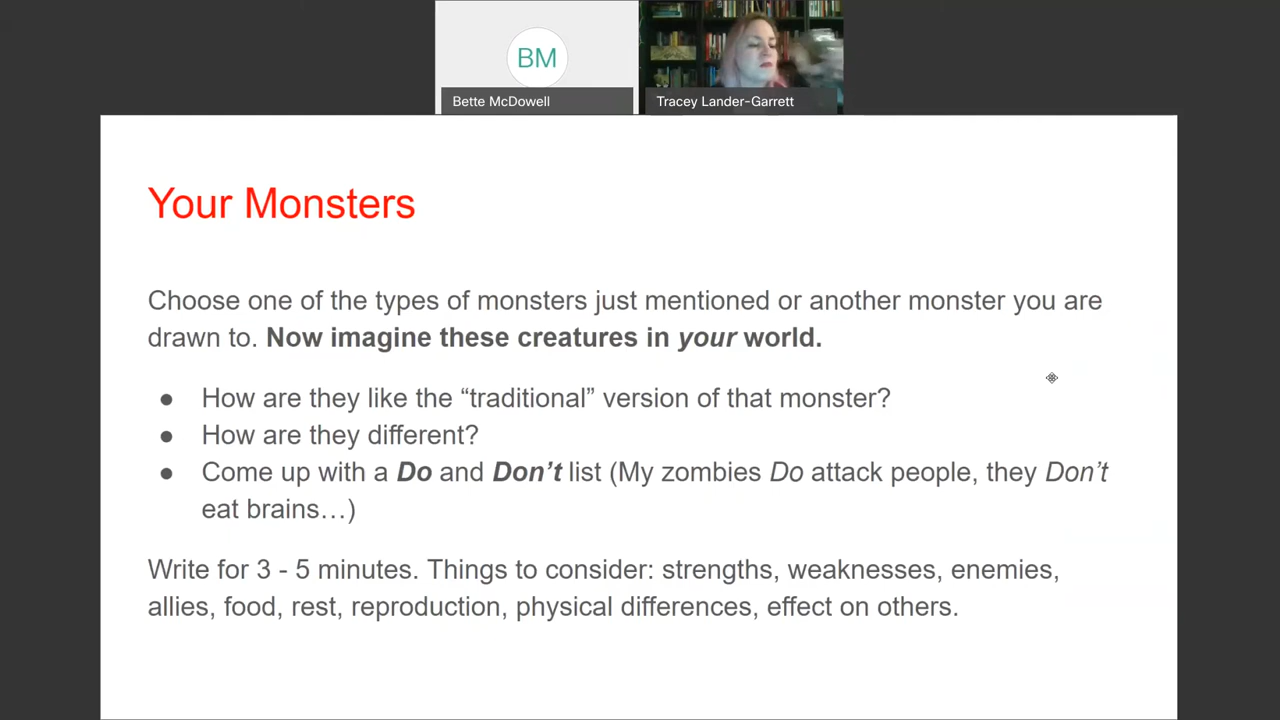 BM
Bette McDowell
Tracey Lander-Garrett
Your Monsters
Choose one of the types of monsters just mentioned or another monster you are
drawn to. Now imagine these creatures in your world.
● How are they like the “traditional” version of that monster?
● How are they different?
● Come up with a Do and Don’t list (My zombies Do attack people, they Don’t
eat brains…)
Write for 3 - 5 minutes. Things to consider: strengths, weaknesses, enemies,
allies, food, rest, reproduction, physical differences, effect on others.